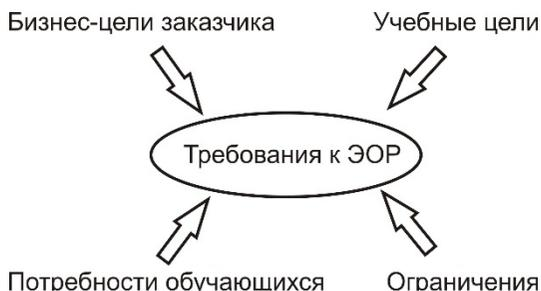 Бизнес-цели заказчика
Учебные цели
Требования к ЭОР
Потребности обучающихся
Ограничения